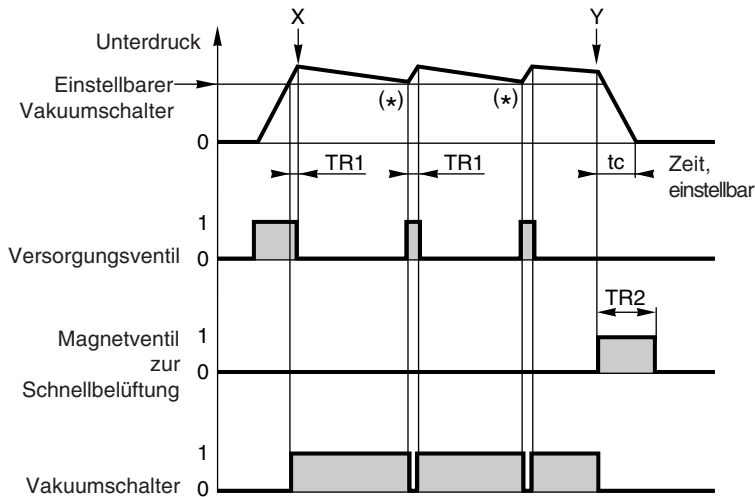 X
Y
Unterdruck
Einstellbarer
Vakuumschalter
(*)
(*)
0
TR1
TR1
tc
Zeit,
einstellbar
1
Versorgungsventil
0
TR2
Magnetventil
zur
Schnellbelüftung
1
0
1
Vakuumschalter
0